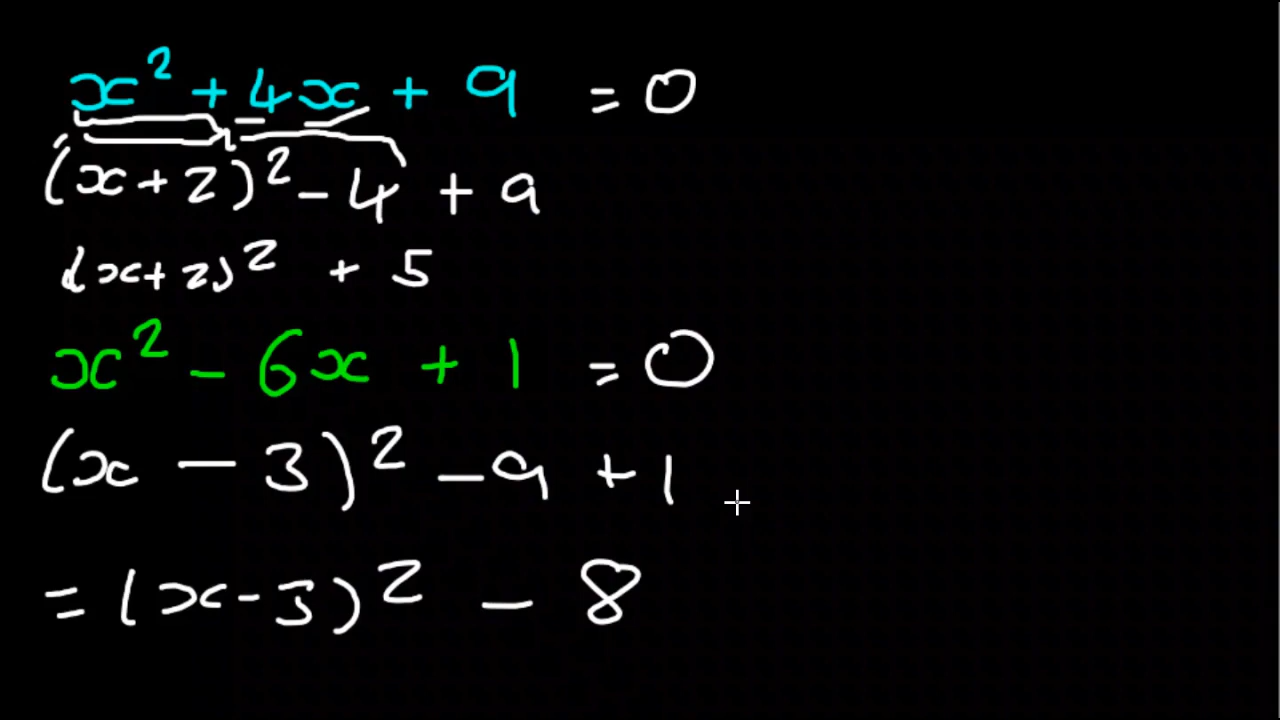 x² + 4x + 9 = 0
(x + 2)² - 4 + 9
(x + 2)² + 5
x² - 6x + 1 = 0
(x - 3)² - 9 + 1
= (x - 3)² - 8